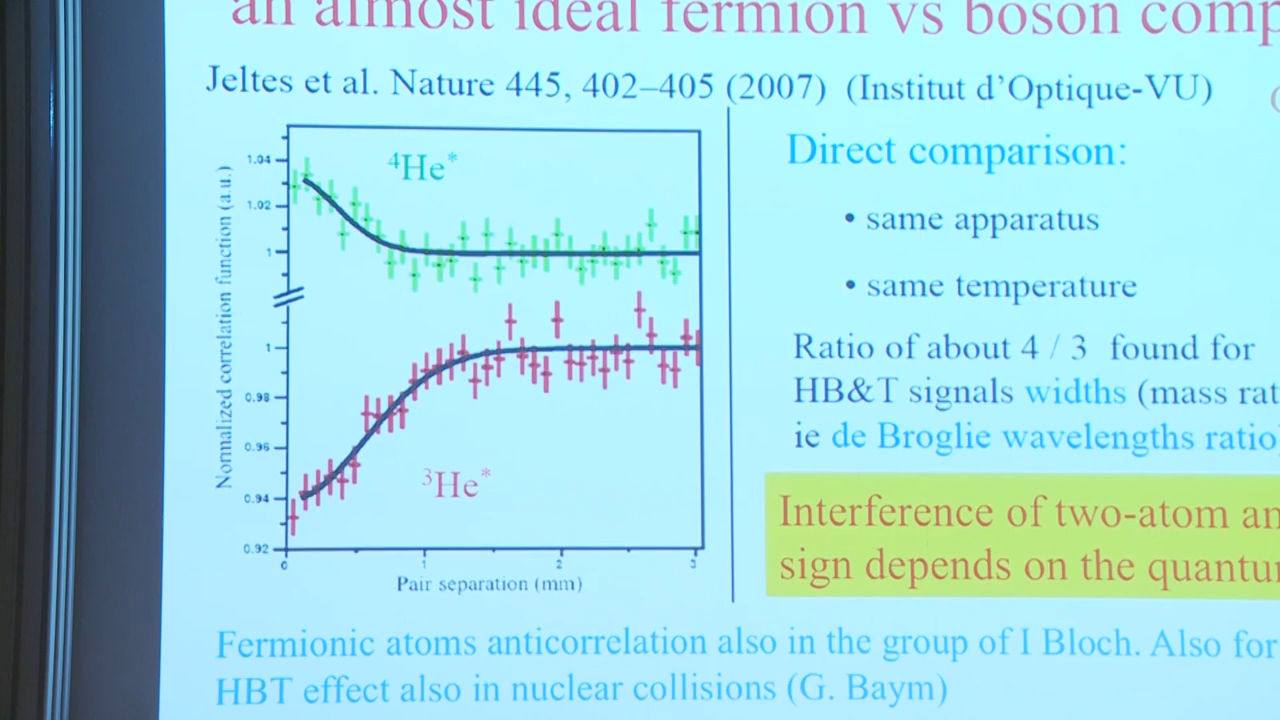 an almost ideal fermion vs boson comp
Jeltes et al. Nature 445, 402–405 (2007) (Institut d'Optique-VU)
Normalized correlation function (a.u.)
1.04
1.02
1
1
0.98
0.96
0.94
0.92
⁴He*
³He*
0
1
2
3
Pair separation (mm)
Direct comparison:
• same apparatus
• same temperature
Ratio of about 4 / 3 found for
HB&T signals widths (mass rat
ie de Broglie wavelengths ratio)
Interference of two-atom am
sign depends on the quantu
Fermionic atoms anticorrelation also in the group of I Bloch. Also for
HBT effect also in nuclear collisions (G. Baym)